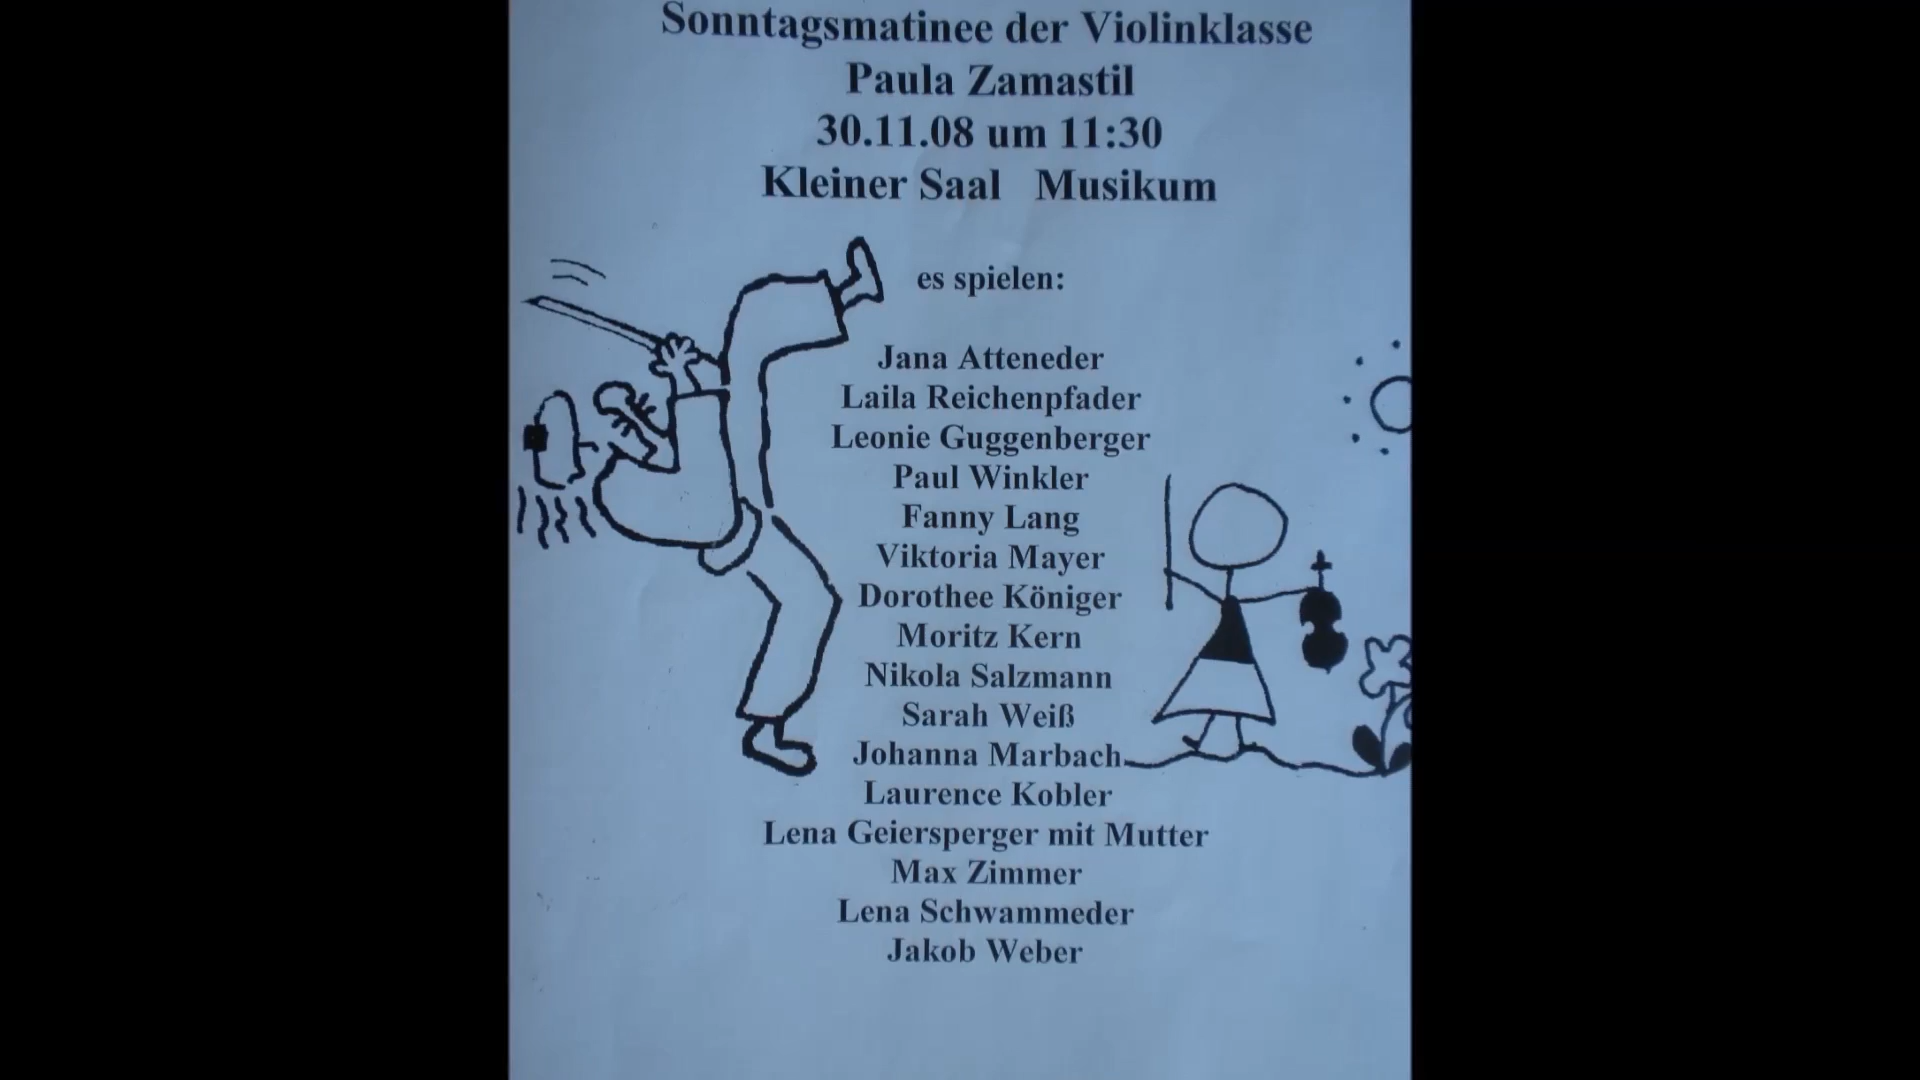 Sonntagsmatinee der Violinklasse
Paula Zamastil
30.11.08 um 11:30
Kleiner Saal Musikum
es spielen:
Jana Atteneder
Laila Reichenpfader
Leonie Guggenberger
Paul Winkler
Fanny Lang
Viktoria Mayer
Dorothee Königer
Moritz Kern
Nikola Salzmann
Sarah Weiß
Johanna Marbach
Laurence Kobler
Lena Geiersperger mit Mutter
Max Zimmer
Lena Schwammeder
Jakob Weber